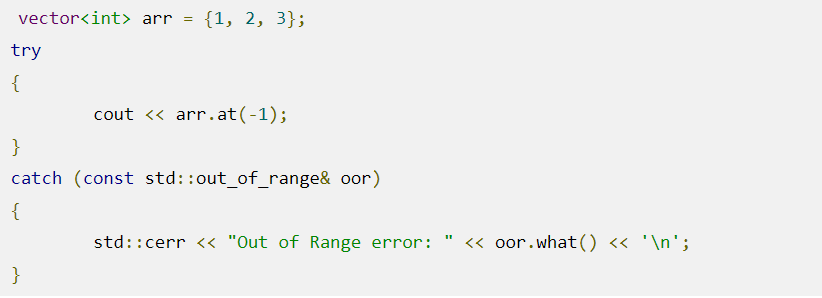 vector<int> arr = {1, 2, 3};
try
{
cout << arr.at(-1);
}
catch (const std::out_of_range& oor)
{
std::cerr << "Out of Range error: " << oor.what() << '\n';
}